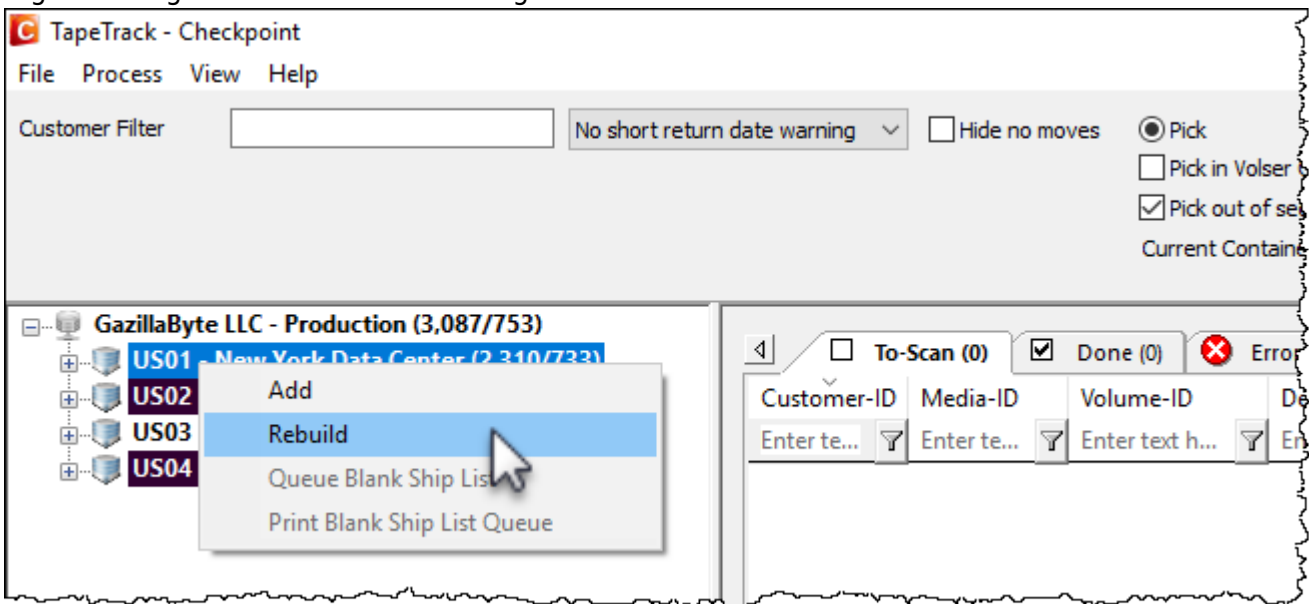 TapeTrack - Checkpoint
File Process View Help
Customer Filter No short return date warning Hide no moves Pick
Pick in Volser
Pick out of
Current
GazillaByte LLC - Production (3,087/753)
US01 - New York Data Center (2,310/733)
US02
US03
US04
Add
Rebuild
Queue Blank Ship List
Print Blank Ship List Queue
To-Scan (0) Done (0)
Customer-ID Media-ID Volume-ID
Enter te... Enter te... Enter text h...